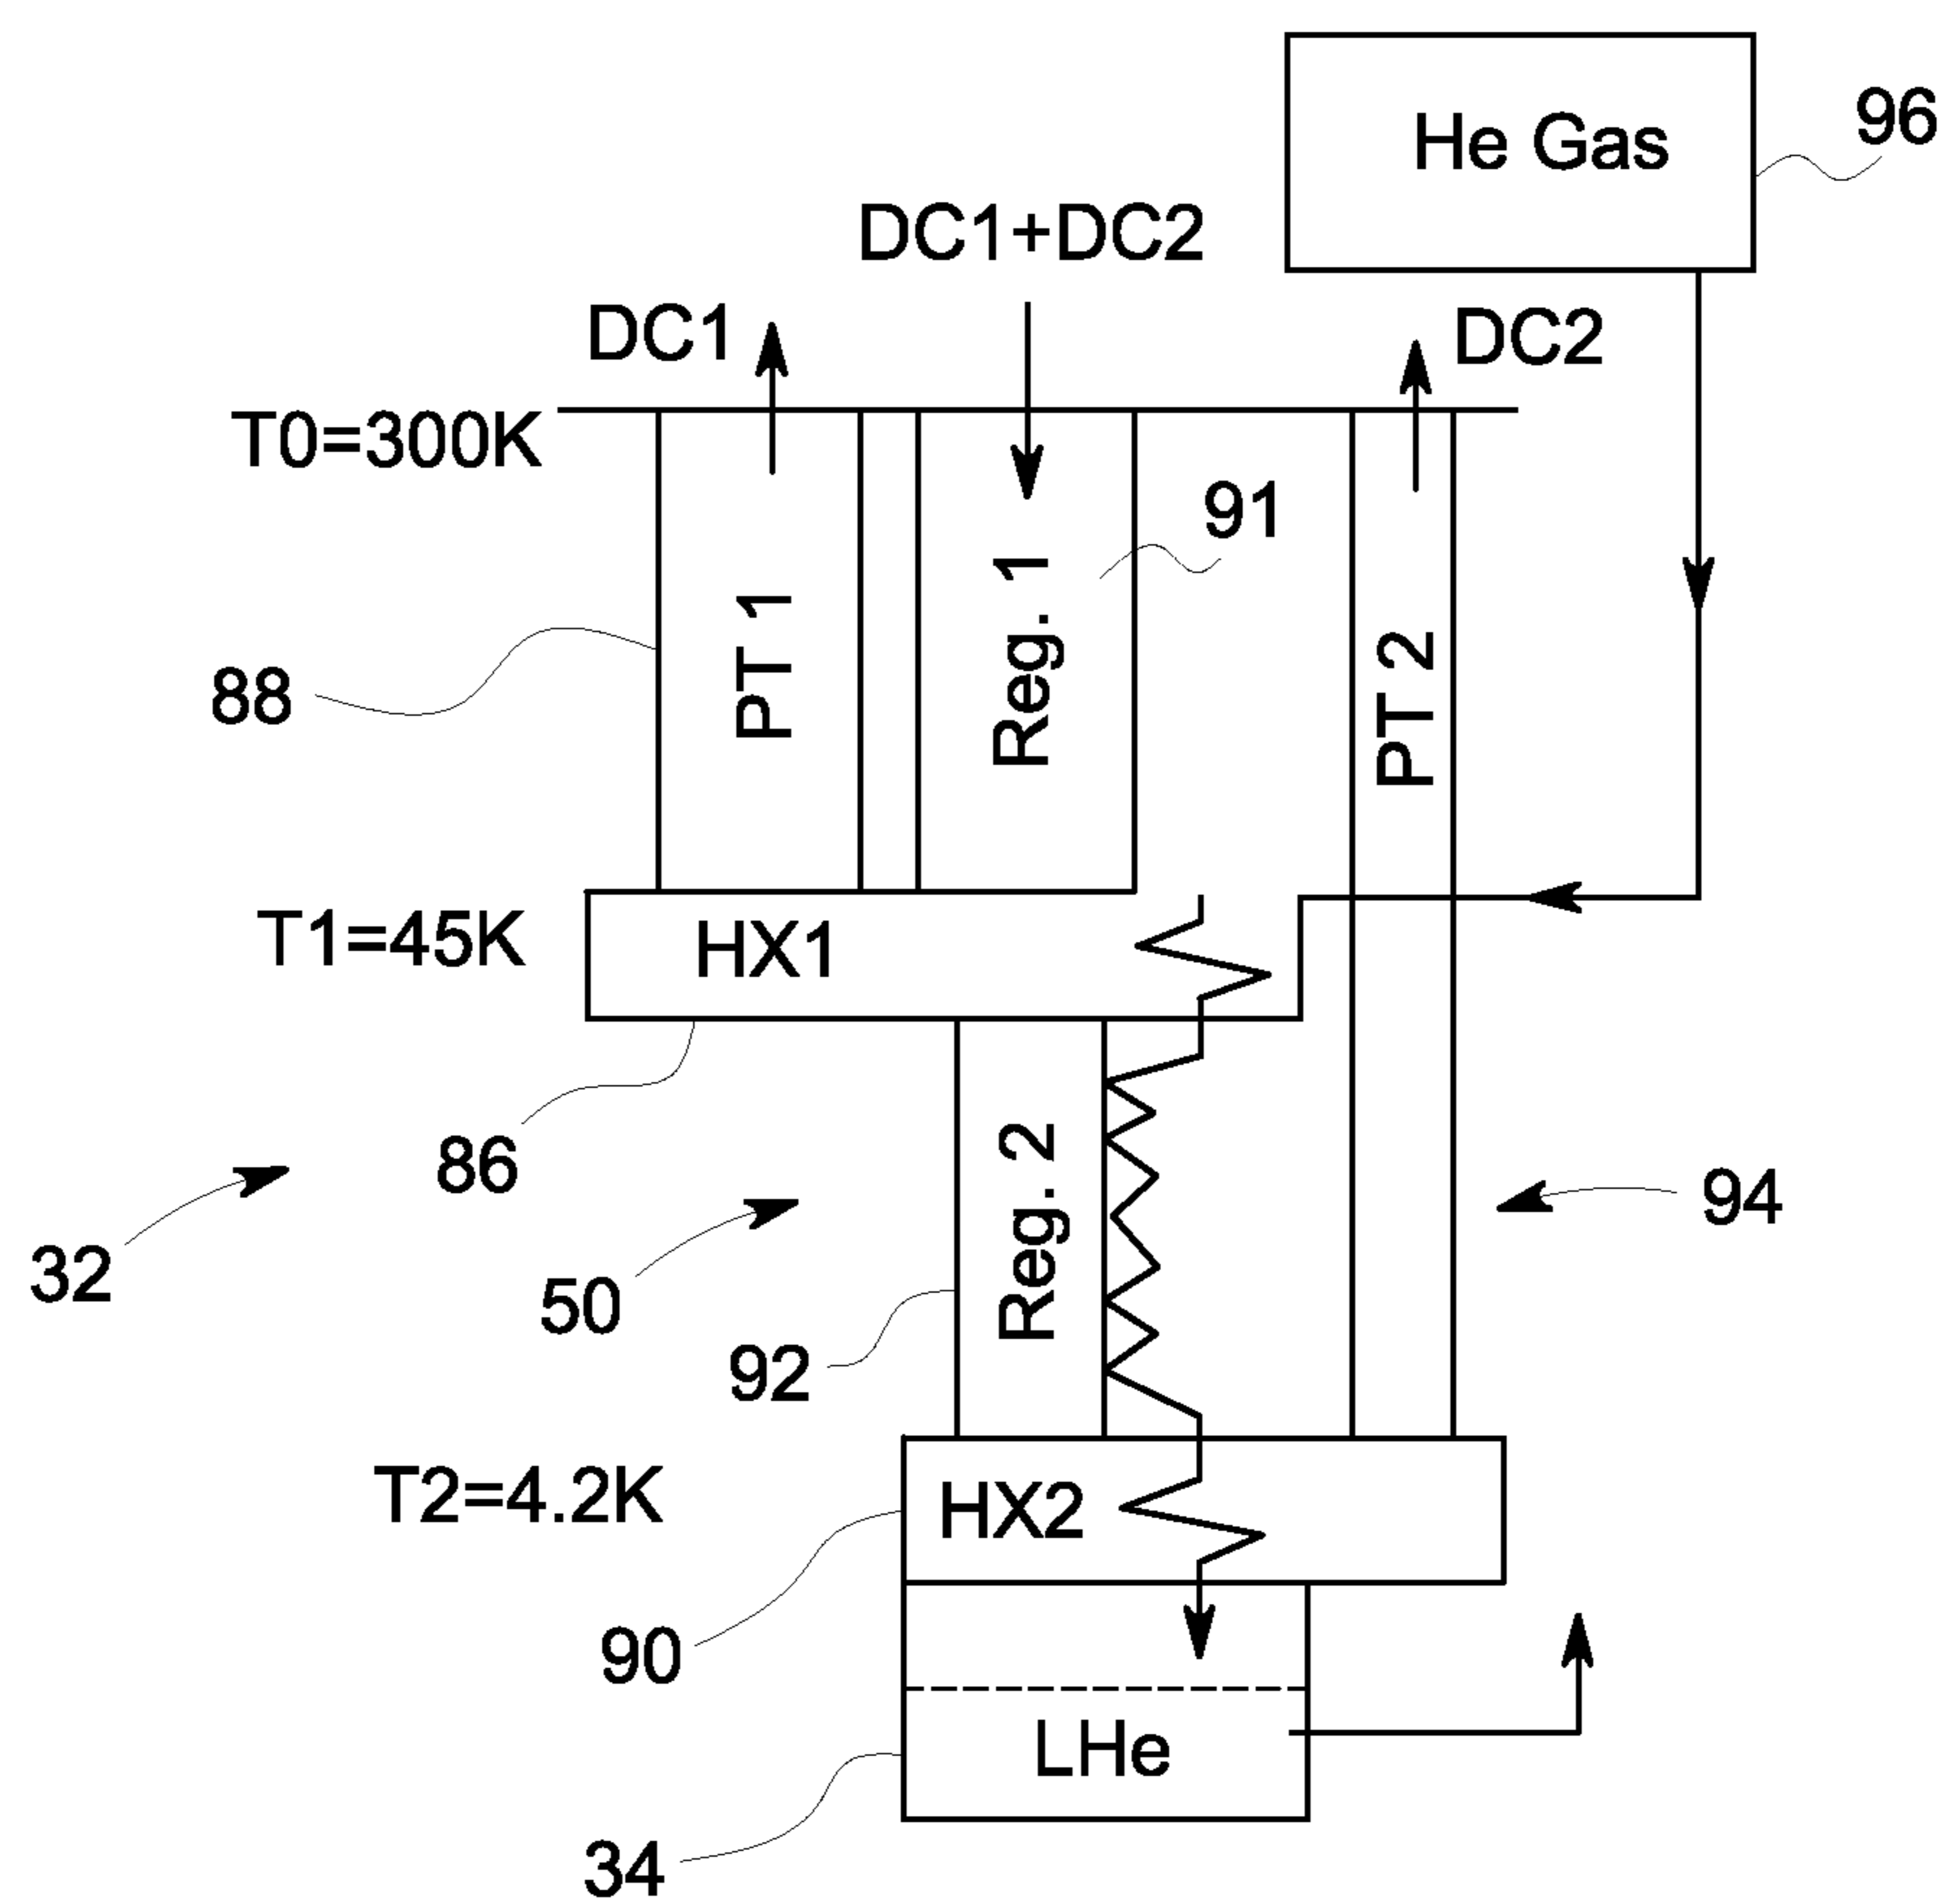 He Gas
96
DC1+DC2
DC1
DC2
T0=300K
91
PT 1
Reg. 1
PT 2
88
T1=45K
HX1
86
Reg. 2
94
32
50
92
T2=4.2K
HX2
90
LHe
34